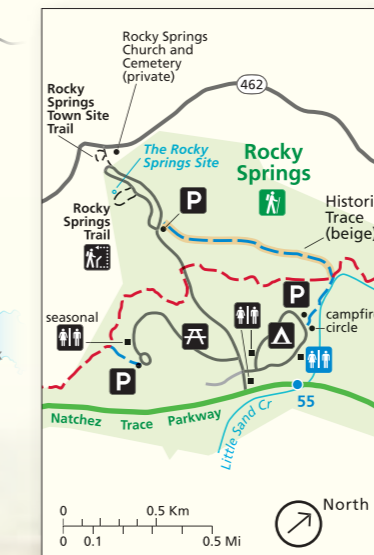 Rocky Springs
Church and
Cemetery
(private)
462
Rocky
Springs
Town Site
Trail
The Rocky
Springs Site
Rocky
Springs
P
Rocky
Springs
Trail
Histori
Trace
(beige)
P
seasonal
campfire
circle
P
55
Natchez Trace Parkway
Little Sand Cr
North
0 0.5 Km
0 0.1 0.5 Mi